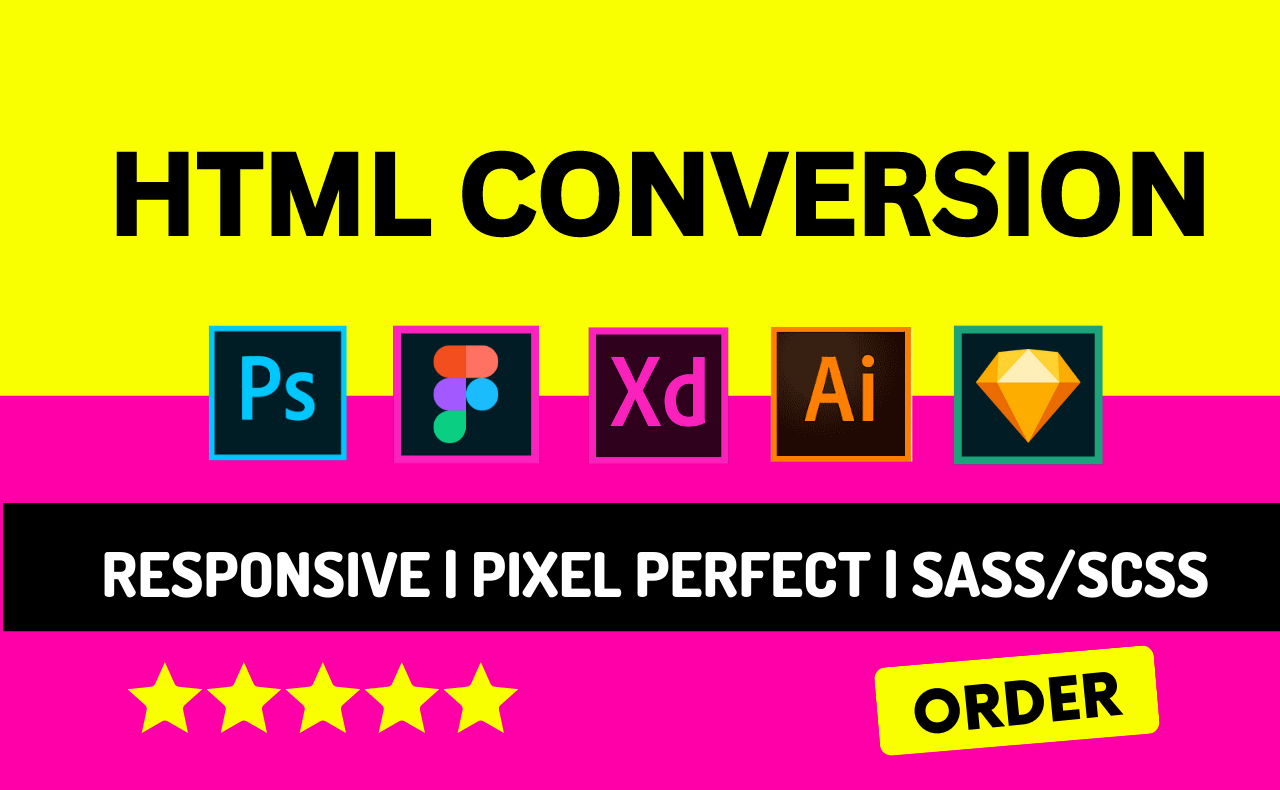 HTML CONVERSION
Ps
Xd
Ai
RESPONSIVE | PIXEL PERFECT | SASS/SCSS
ORDER